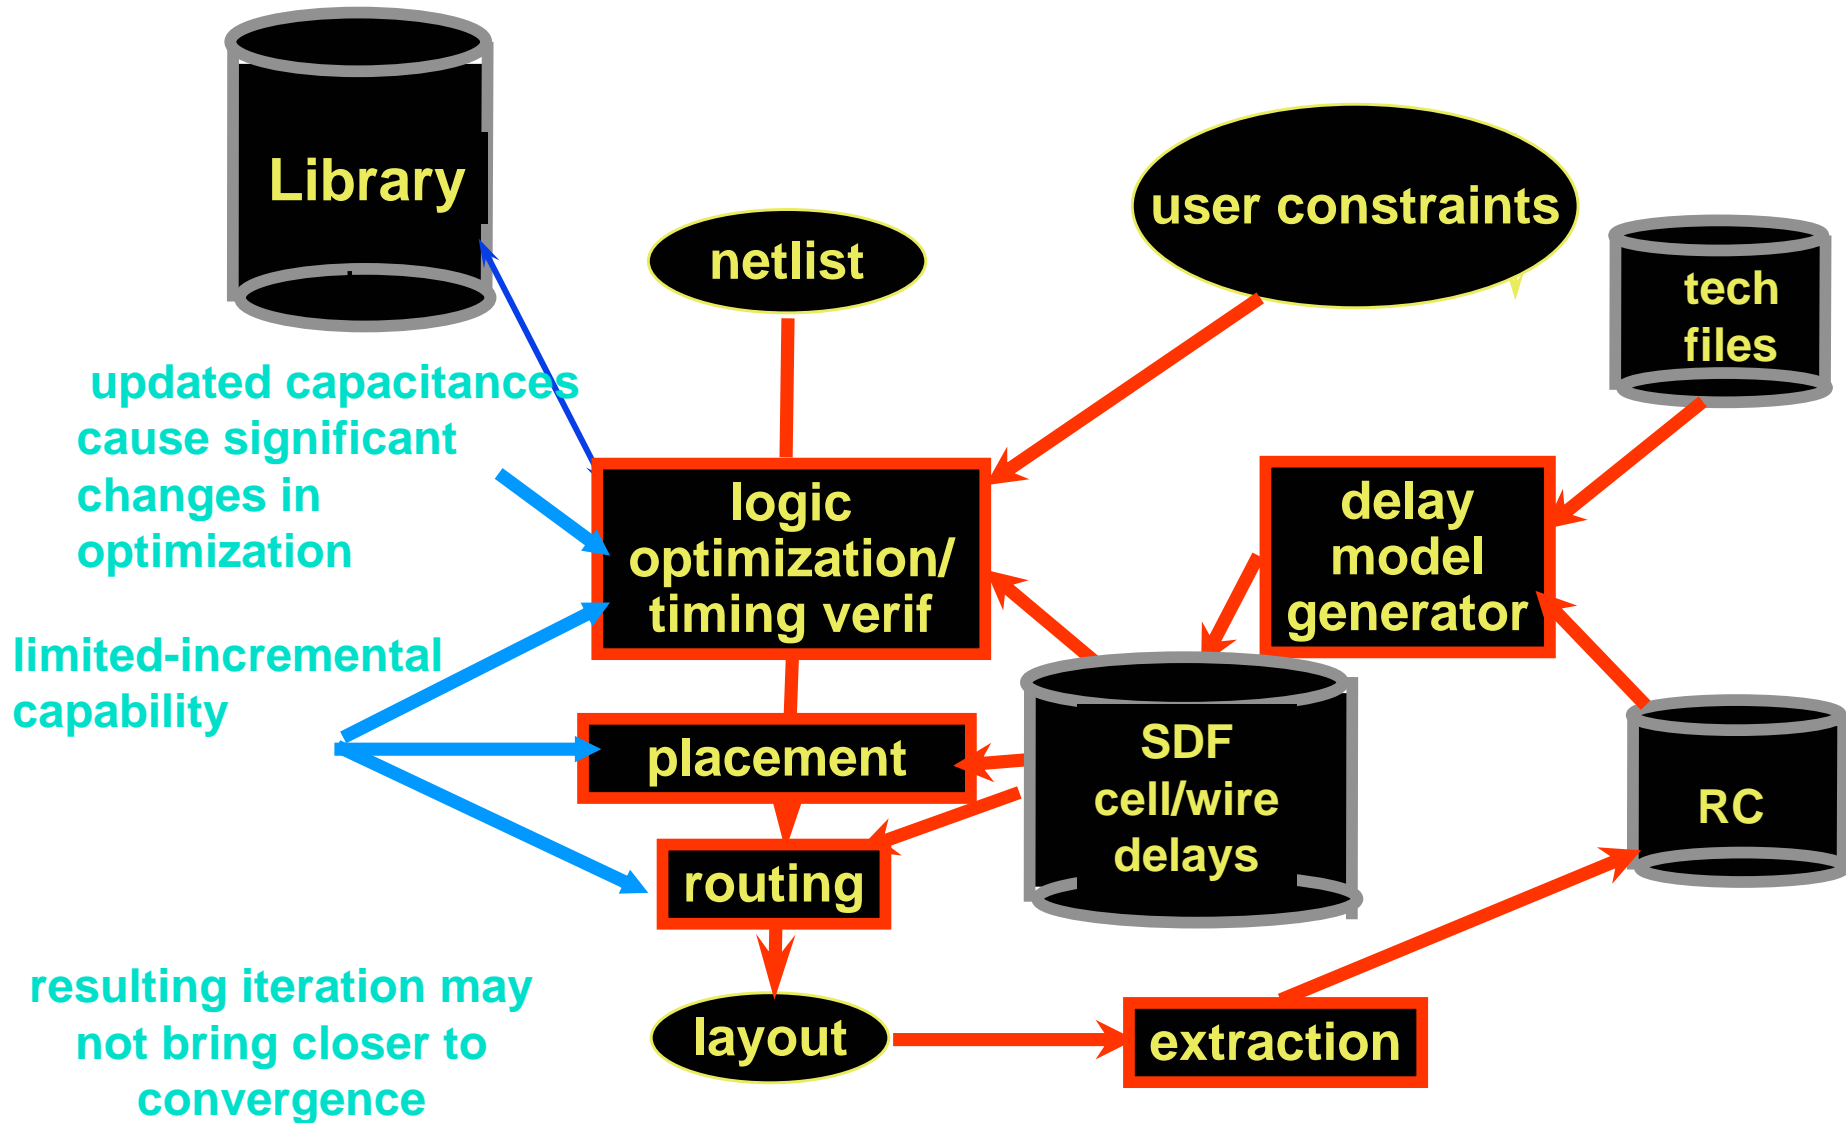 Library
user constraints
netlist
tech
files
updated capacitances
cause significant
changes in
optimization
logic
optimization/
timing verif
delay
model
generator
limited-incremental
capability
placement
SDF
cell/wire
delays
RC
routing
resulting iteration may
not bring closer to
convergence
layout
extraction